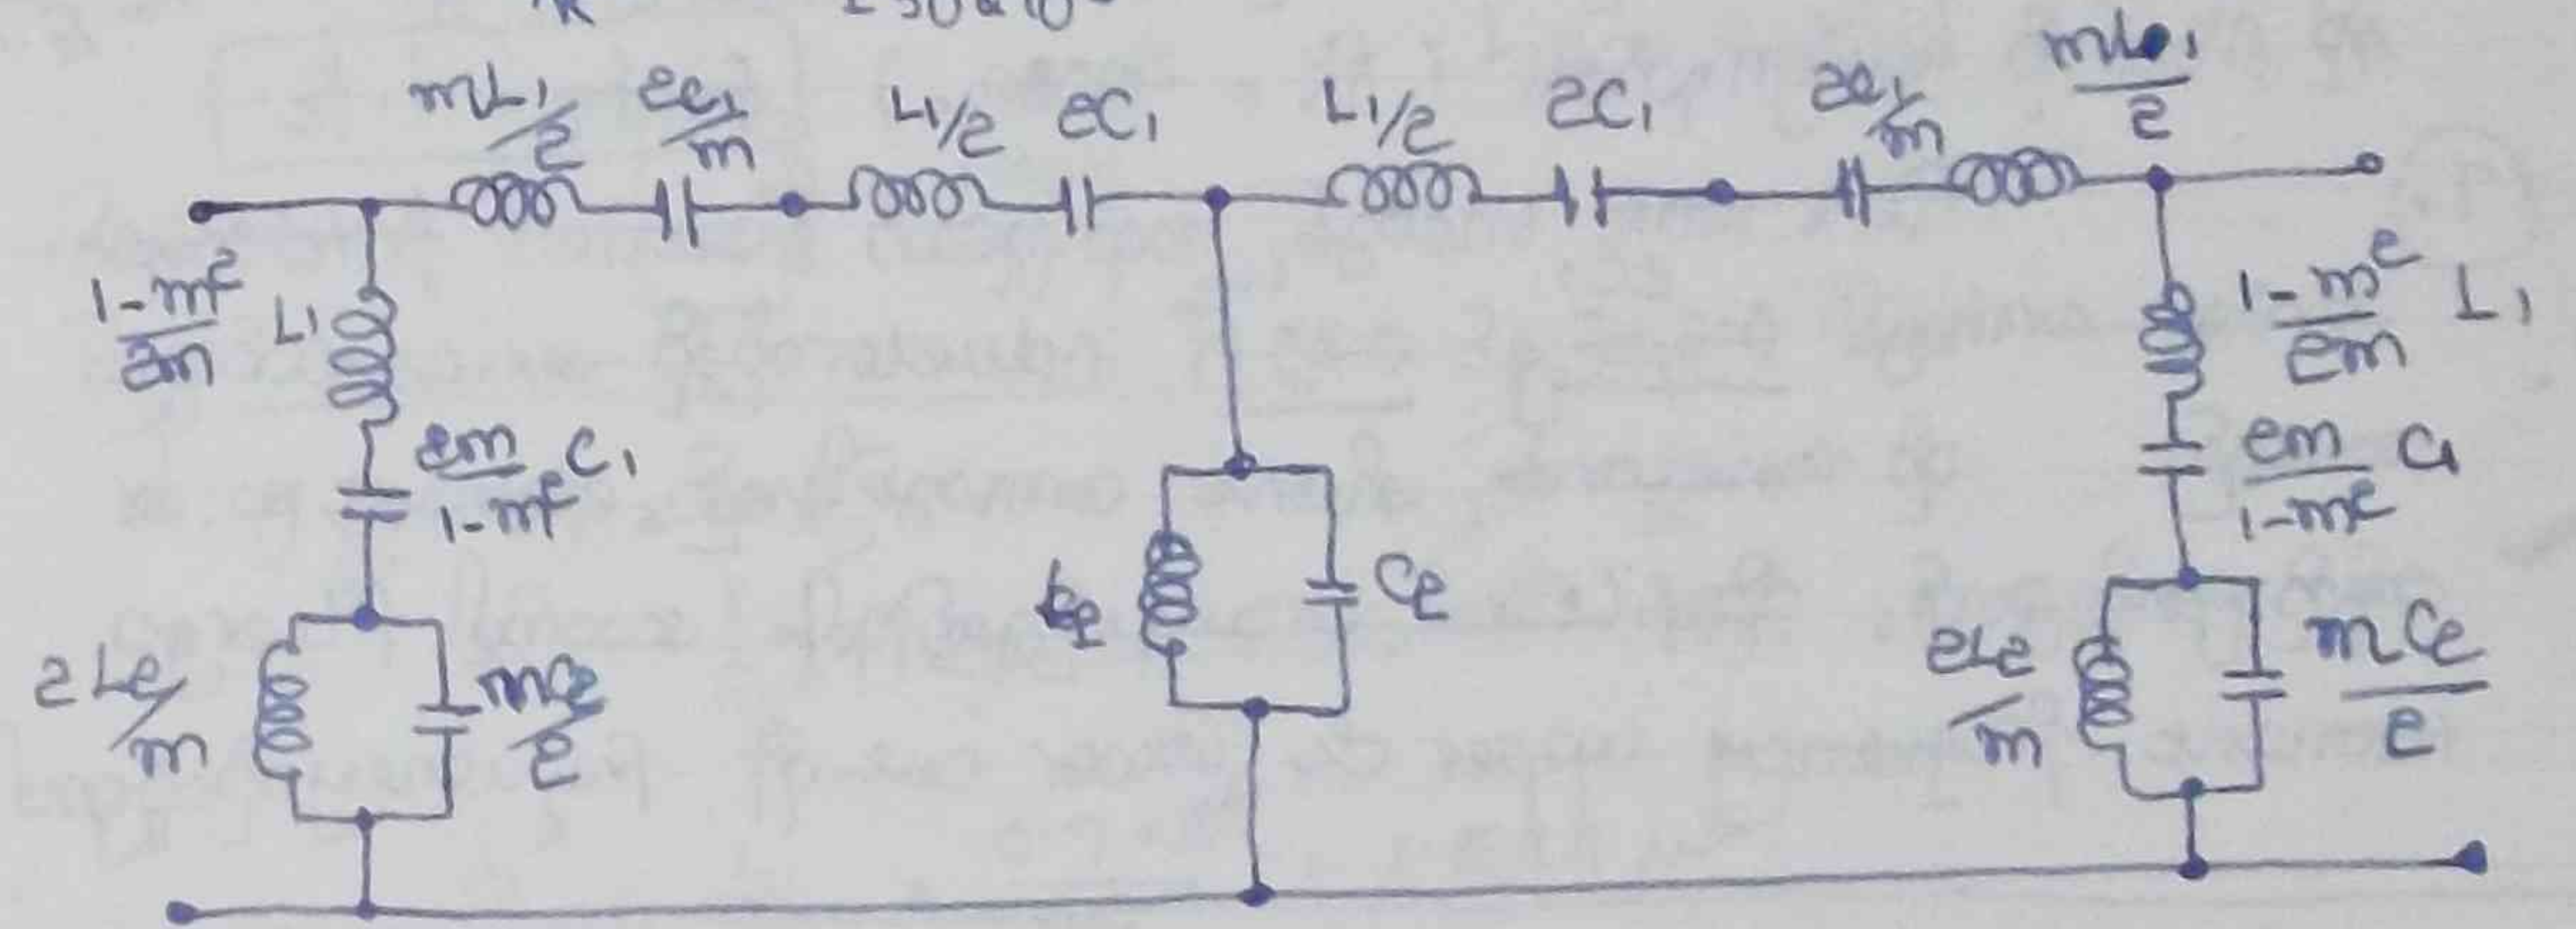 mL1/2 2C1/m L1/2 2C1 L1/2 2C1 2C1/m mL1/2
1-m²/2m L1
2m/1-m² C1
2L2/m mC2/2
L2 C2
1-m²/2m L1
2m/1-m² C1
2L2/m mC2/2